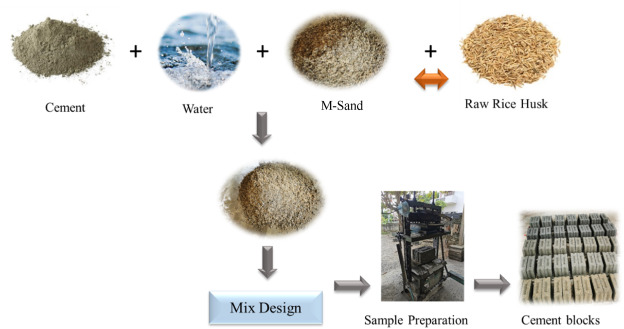 Cement
Water
M-Sand
Raw Rice Husk
Mix Design
Sample Preparation
Cement blocks